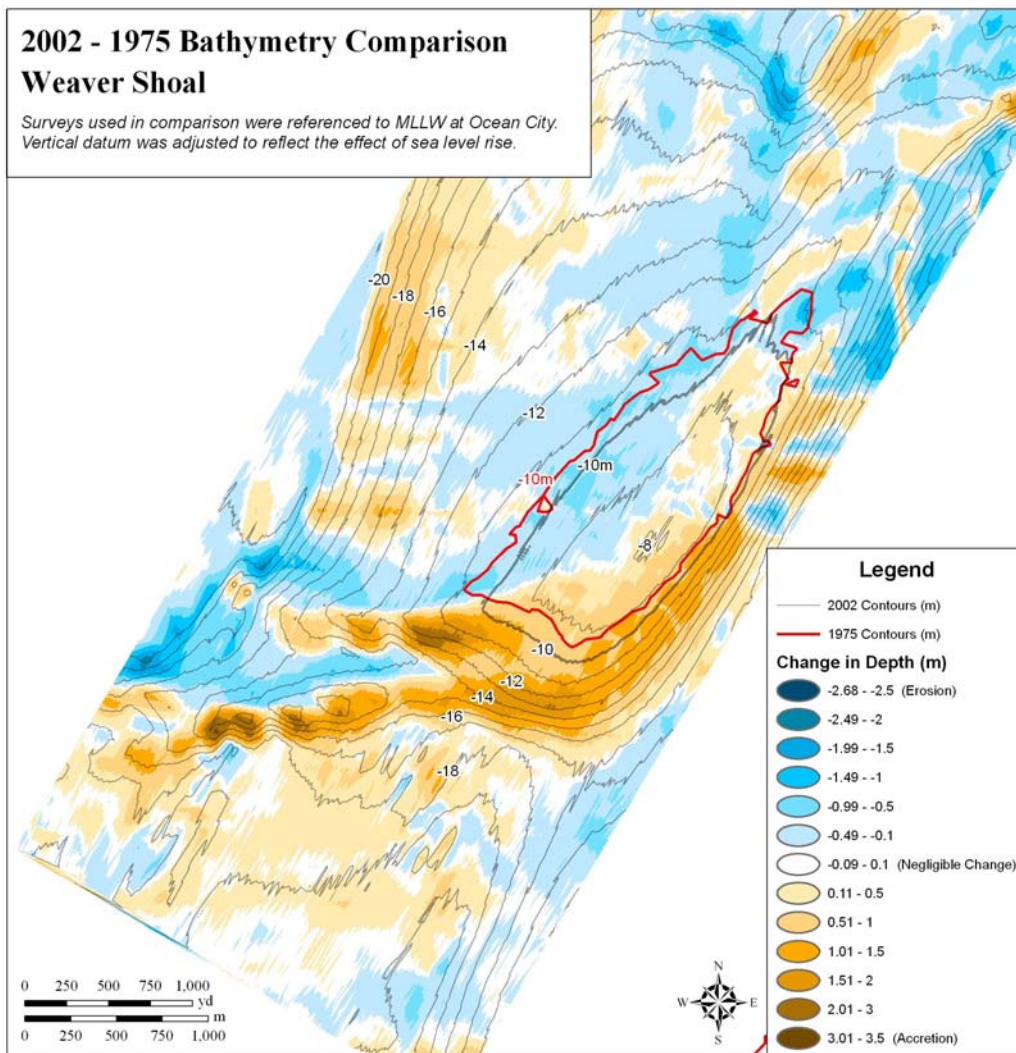 2002 - 1975 Bathymetry Comparison
Weaver Shoal
Surveys used in comparison were referenced to MLLW at Ocean City.
Vertical datum was adjusted to reflect the effect of sea level rise.
-20
-18
-16
-14
-12
-10m
-10m
-8
-10
-12
-14
-16
-18
Legend
2002 Contours (m)
1975 Contours (m)
Change in Depth (m)
-2.68 - -2.5 (Erosion)
-2.49 - -2
-1.99 - -1.5
-1.49 - -1
-0.99 - -0.5
-0.49 - -0.1
-0.09 - 0.1 (Negligible Change)
0.11 - 0.5
0.51 - 1
1.01 - 1.5
1.51 - 2
2.01 - 3
3.01 - 3.5 (Accretion)
0 250 500 750 1,000
yd
m
0 250 500 750 1,000
N
W E
S